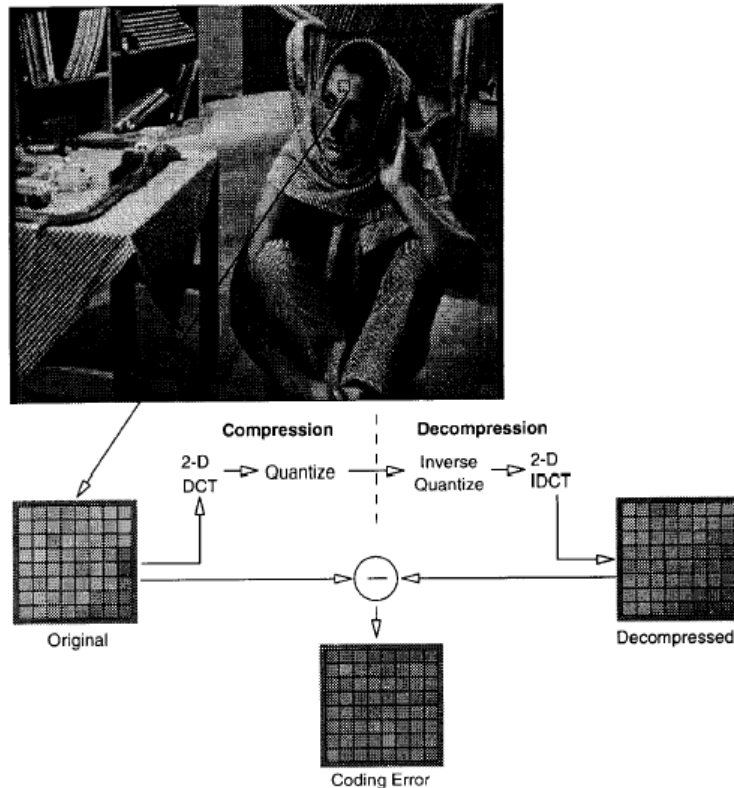 Compression
Decompression
2-D
DCT
Quantize
Inverse
Quantize
2-D
IDCT
Original
Decompressed
Coding Error